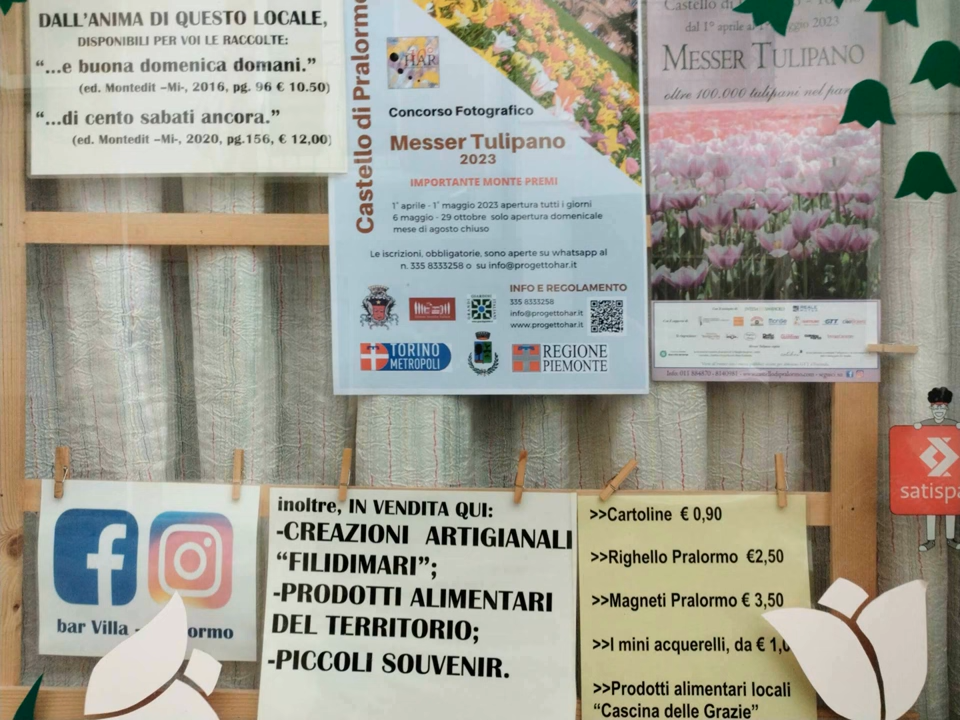 DALL'ANIMA DI QUESTO LOCALE,
DISPONIBILI PER VOI LE RACCOLTE:
“...e buona domenica domani.”
(ed. Montedit –Mi-, 2016, pg. 96 € 10.50)
“...di cento sabati ancora.”
(ed. Montedit –Mi-, 2020, pg.156, € 12,00)
Castello di Pralormo
HAR
Concorso Fotografico
Messer Tulipano
2023
IMPORTANTE MONTE PREMI
1° aprile - 1° maggio 2023 apertura tutti i giorni
6 maggio - 29 ottobre solo apertura domenicale
mese di agosto chiuso
Le iscrizioni, obbligatorie, sono aperte su whatsapp al
n. 335 8333258 o su info@progettohar.it
INFO E REGOLAMENTO
335 8333258
info@progettohar.it
www.progettohar.it
TORINO
METROPOLI
REGIONE
PIEMONTE
Castello di
dal 1° aprile al maggio 2023
MESSER TULIPANO
oltre 100.000 tulipani nel
satispa
bar Villa - ormo
inoltre, IN VENDITA QUI:
-CREAZIONI ARTIGIANALI
“FILIDIMARI”;
-PRODOTTI ALIMENTARI
DEL TERRITORIO;
-PICCOLI SOUVENIR.
>>Cartoline € 0,90
>>Righello Pralormo €2,50
>>Magneti Pralormo € 3,50
>>I mini acquerelli, da € 1,0
>>Prodotti alimentari locali
“Cascina delle Grazie”